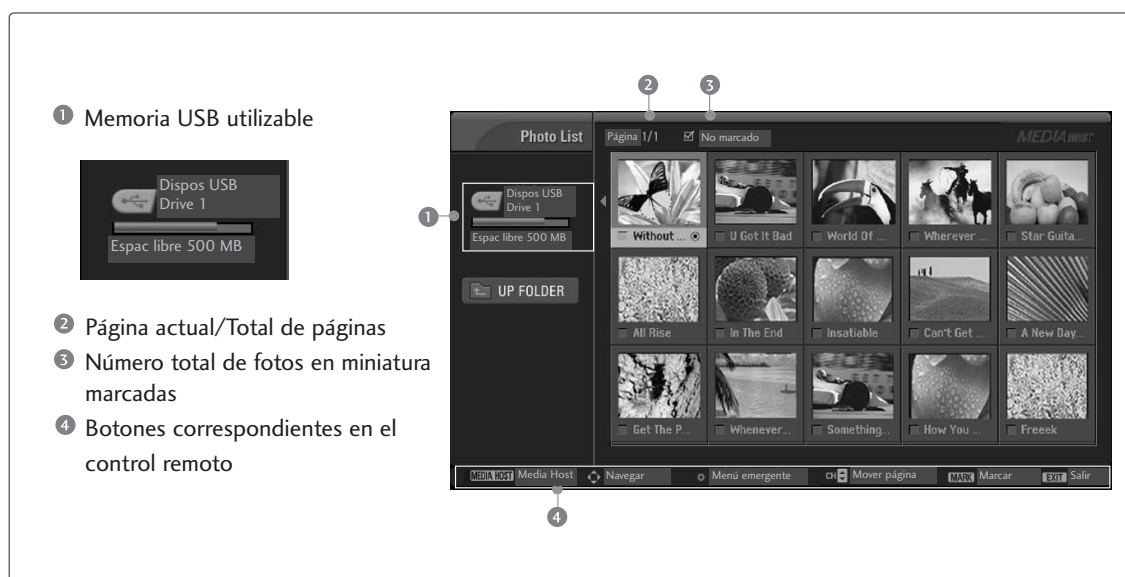 1 Memoria USB utilizable
Dispos USB
Drive 1
Espac libre 500 MB
2 Página actual/Total de páginas
3 Número total de fotos en miniatura
marcadas
4 Botones correspondientes en el
control remoto
2
3
Photo List
Página 1/1
No marcado
MEDIA HOST
1
Dispos USB
Drive 1
Espac libre 500 MB
UP FOLDER
Without ...
U Got It Bad
World Of ...
Wherever ...
Star Guita...
All Rise
In The End
Insatiable
Can't Get ...
A New Day...
Get The P...
Whenever...
Something...
How You ...
Freeek
MEDIA HOST Media Host
Navegar
Menú emergente
CH Mover página
MARK Marcar
EXIT Salir
4